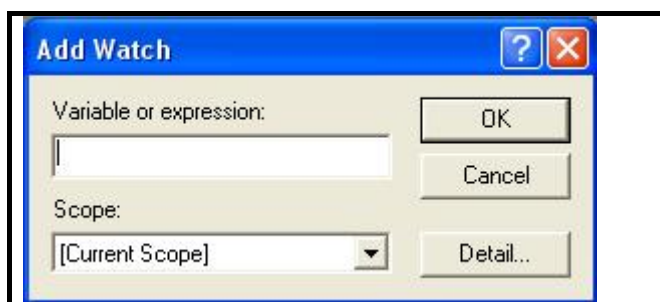 Add Watch
Variable or expression:
OK
Cancel
Scope:
[Current Scope]
Detail...